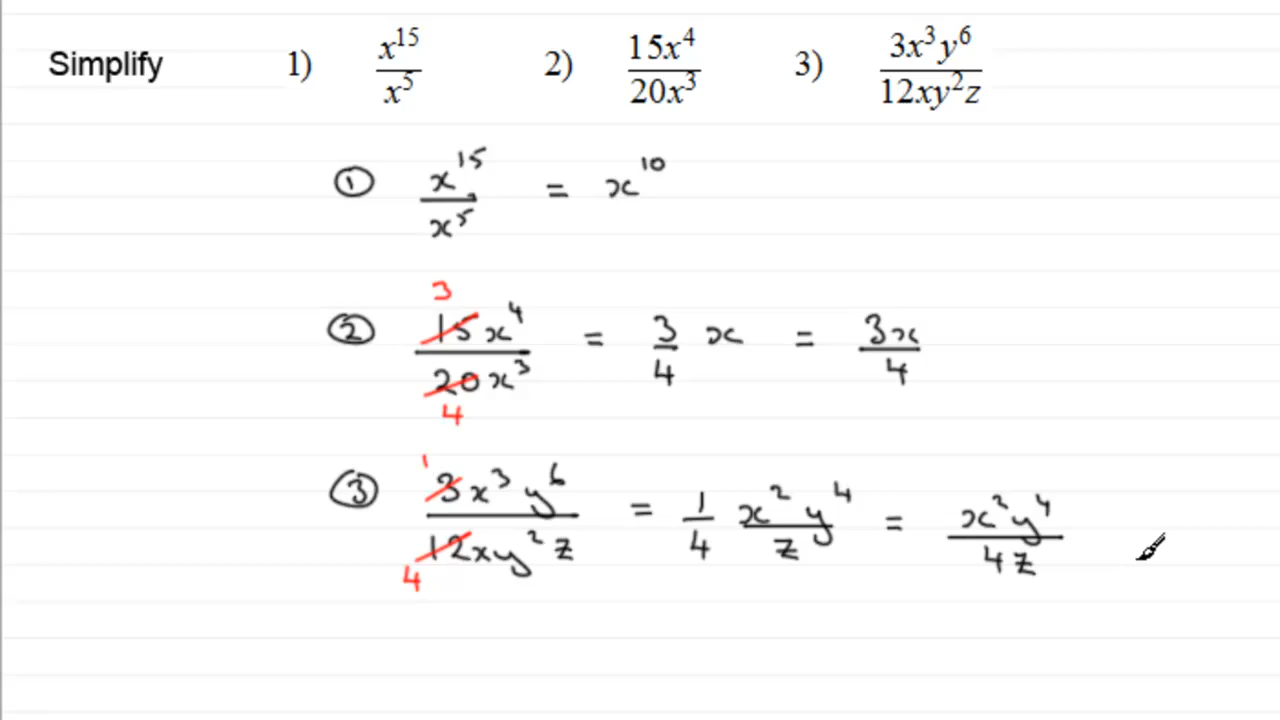 Simplify 1) x^15/x^5 2) 15x^4/20x^3 3) 3x^3y^6/12xy^2z
① x^15/x^5 = x^10
3
② 15x^4/20x^3 = 3/4 x = 3x/4
4
1
③ 3x^3y^6/12xy^2z = 1/4 x^2y^4/z = x^2y^4/4z
4